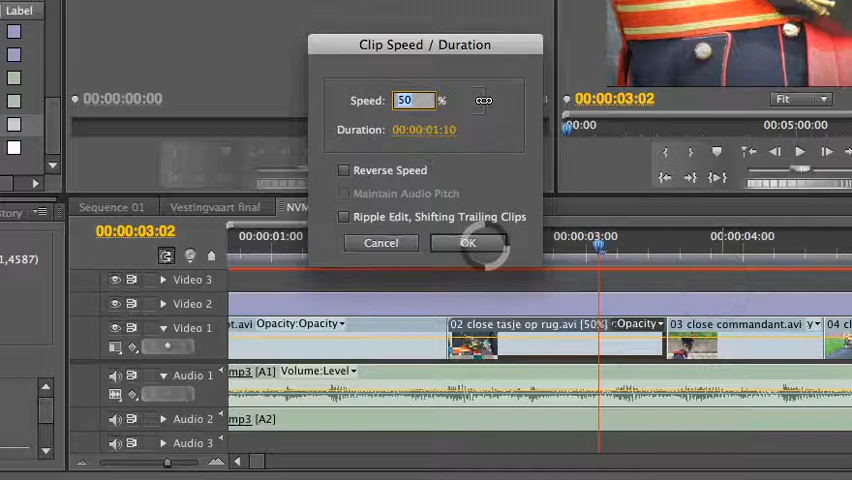 Label
Clip Speed / Duration
Speed: 50 %
Duration: 00:00:01:10
Reverse Speed
Maintain Audio Pitch
Ripple Edit, Shifting Trailing Clips
Cancel OK
00:00:00:00
00:00:03:02
Fit
00:00
00:05:00:00
story
Sequence 01 Vestingvaart final NVM
00:00:03:02
00:00:01:00 00:00:03:00 00:00:04:00
,4587)
Video 3
Video 2
Video 1
ot.avi Opacity:Opacity
02 close tasje op rug.avi [50%] y:Opacity
03 close commandant.avi y
04 c
Audio 1
mp3 [A1] Volume:Level
Audio 2
mp3 [A2]
Audio 3